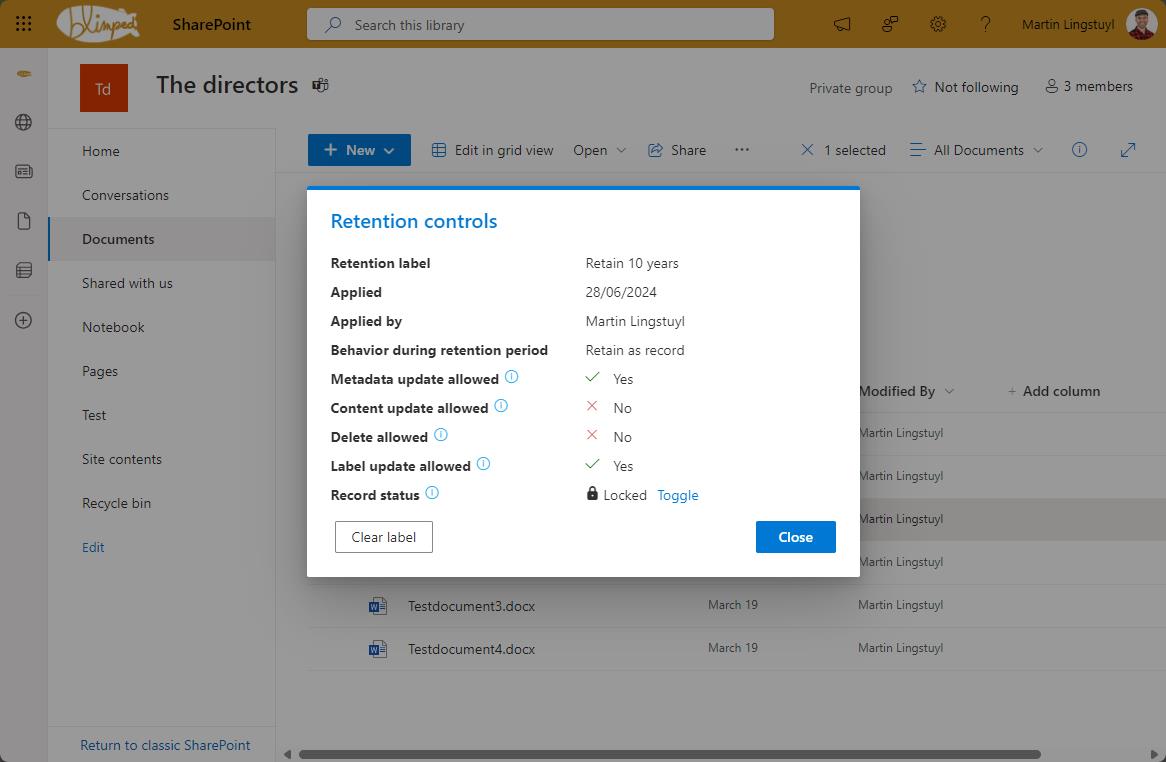 blimped
SharePoint
Search this library
Martin Lingstuyl
Td
The directors
Private group
Not following
3 members
Home
Conversations
Documents
Shared with us
Notebook
Pages
Test
Site contents
Recycle bin
Edit
Return to classic SharePoint
New
Edit in grid view
Open
Share
1 selected
All Documents
Retention controls
Retention label Retain 10 years
Applied 28/06/2024
Applied by Martin Lingstuyl
Behavior during retention period Retain as record
Metadata update allowed Yes
Content update allowed No
Delete allowed No
Label update allowed Yes
Record status Locked Toggle
Clear label Close
Modified By + Add column
Martin Lingstuyl
Martin Lingstuyl
Martin Lingstuyl
Martin Lingstuyl
Testdocument3.docx March 19 Martin Lingstuyl
Testdocument4.docx March 19 Martin Lingstuyl